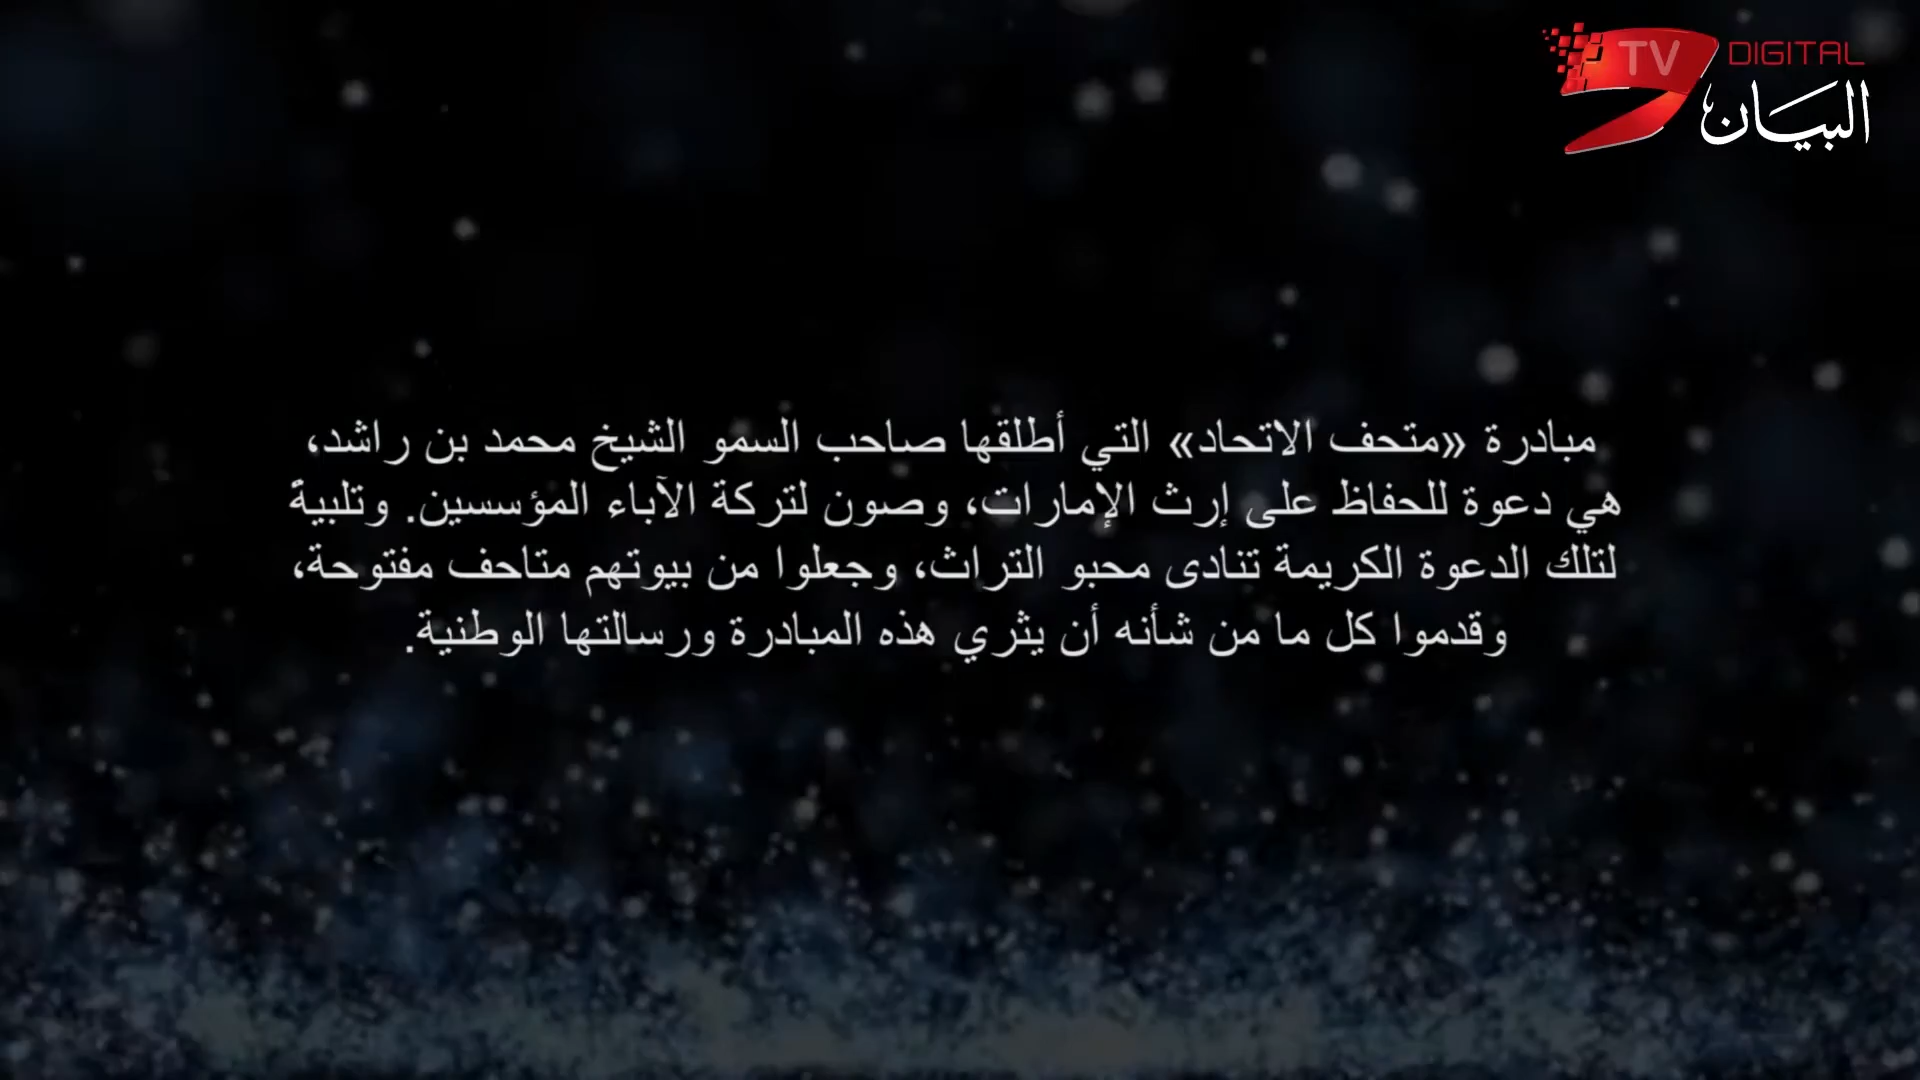 TV DIGITAL
البيان
مبادرة «متحف الاتحاد» التي أطلقها صاحب السمو الشيخ محمد بن راشد،
هي دعوة للحفاظ على إرث الإمارات، وصون لتركة الآباء المؤسسين. وتلبيةً
لتلك الدعوة الكريمة تنادى محبو التراث، وجعلوا من بيوتهم متاحف مفتوحة،
وقدموا كل ما من شأنه أن يثري هذه المبادرة ورسالتها الوطنية.